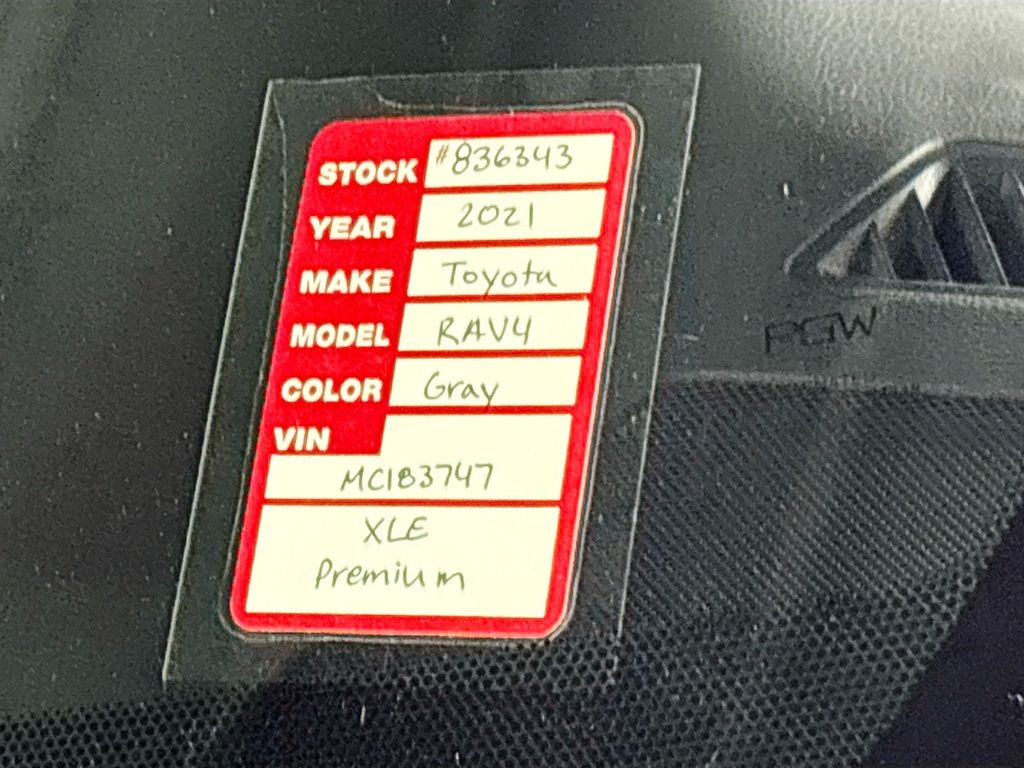 STOCK #836343
YEAR 2021
MAKE Toyota
MODEL RAV4
COLOR Gray
VIN
MC183747
XLE
Premium
PGW